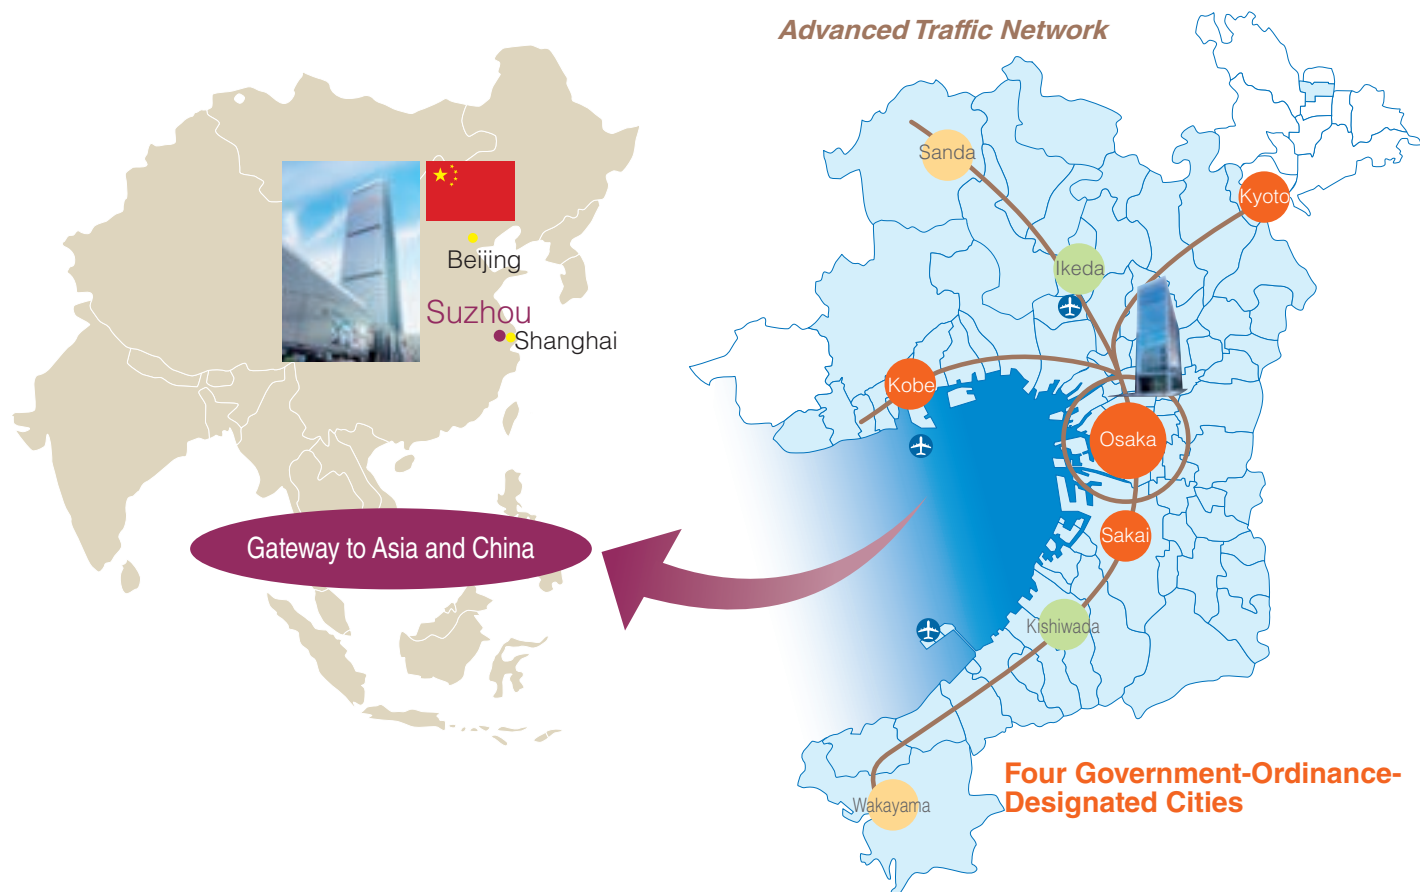 Advanced Traffic Network
Sanda
Kyoto
Ikeda
Beijing
Suzhou
Shanghai
Kobe
Osaka
Sakai
Gateway to Asia and China
Kishiwada
Wakayama
Four Government-Ordinance-
Designated Cities